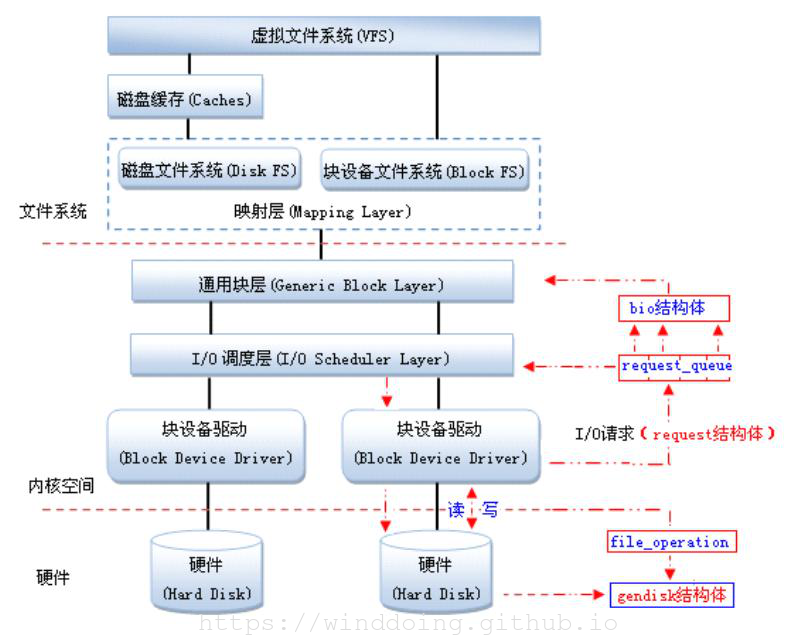 虚拟文件系统(VFS)
磁盘缓存(Caches)
磁盘文件系统(Disk FS)
块设备文件系统(Block FS)
文件系统
映射层(Mapping Layer)
通用块层(Generic Block Layer)
bio结构体
I/O 调度层(I/O Scheduler Layer)
request_queue
块设备驱动
(Block Device Driver)
块设备驱动
(Block Device Driver)
I/O请求(request结构体)
内核空间
读 写
file_operation
硬件
硬件
(Hard Disk)
硬件
(Hard Disk)
gendisk结构体
https://winddoing.github.io